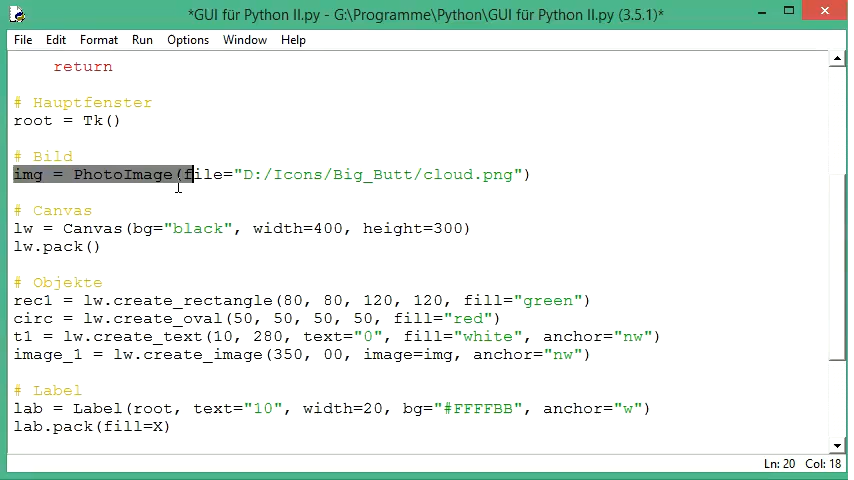 *GUI für Python II.py - G:\Programme\Python\GUI für Python II.py (3.5.1)*
File Edit Format Run Options Window Help
return
# Hauptfenster
root = Tk()
# Bild
img = PhotoImage(file="D:/Icons/Big_Butt/cloud.png")
# Canvas
lw = Canvas(bg="black", width=400, height=300)
lw.pack()
# Objekte
rec1 = lw.create_rectangle(80, 80, 120, 120, fill="green")
circ = lw.create_oval(50, 50, 50, 50, fill="red")
t1 = lw.create_text(10, 280, text="0", fill="white", anchor="nw")
image_1 = lw.create_image(350, 00, image=img, anchor="nw")
# Label
lab = Label(root, text="10", width=20, bg="#FFFFBB", anchor="w")
lab.pack(fill=X)
Ln: 20 Col: 18